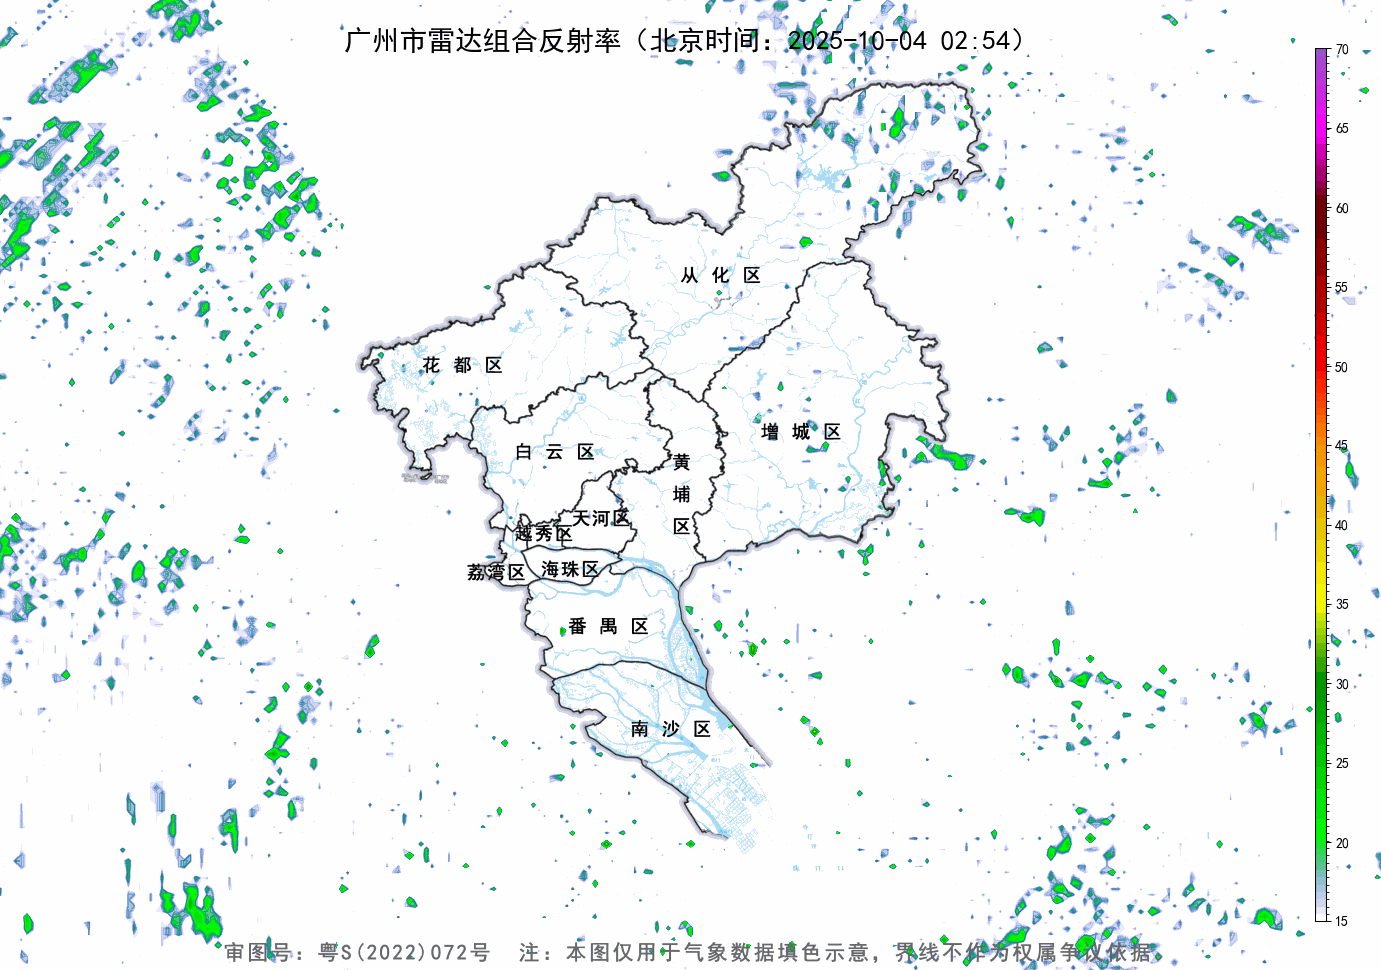 广州市雷达组合反射率（北京时间：2025-10-04 02:54）
70
65
60
55
50
45
40
35
30
25
20
15
从化区
花都区
增城区
白云区
黄埔区
天河区
越秀区
荔湾区
海珠区
番禺区
南沙区
审图号：粤S(2022)072号 注：本图仅用于气象数据填色示意，界线不作为权属争议依据。